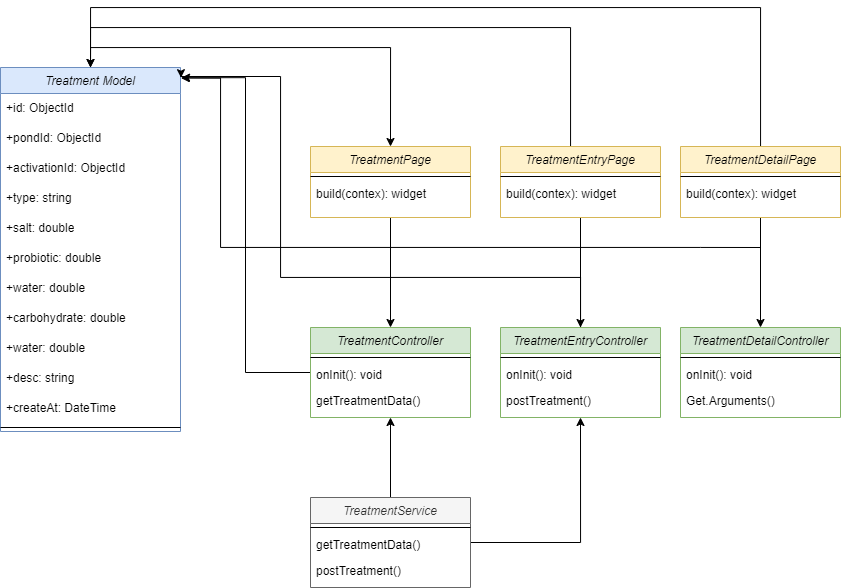 Treatment Model
+id: ObjectId
+pondId: ObjectId
+activationId: ObjectId
+type: string
+salt: double
+probiotic: double
+water: double
+carbohydrate: double
+water: double
+desc: string
+createAt: DateTime
TreatmentPage
build(contex): widget
TreatmentEntryPage
build(contex): widget
TreatmentDetailPage
build(contex): widget
TreatmentController
onInit(): void
getTreatmentData()
TreatmentEntryController
onInit(): void
postTreatment()
TreatmentDetailController
onInit(): void
Get.Arguments()
TreatmentService
getTreatmentData()
postTreatment()